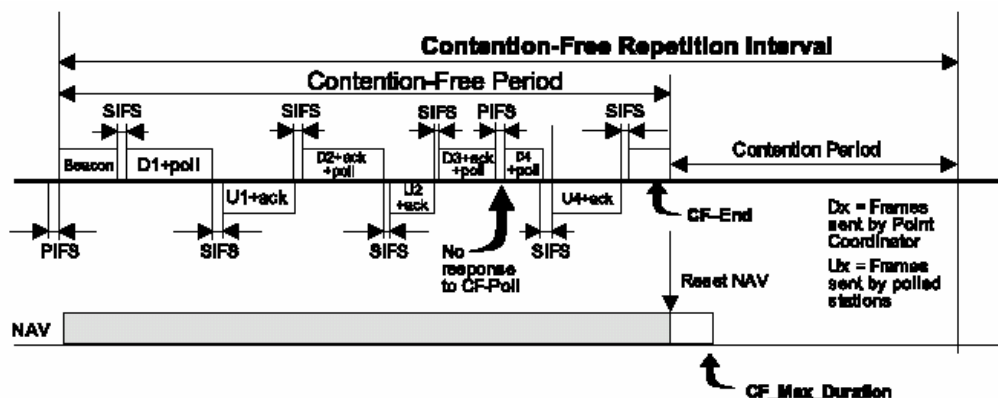 Contention-Free Repetition Interval
Contention-Free Period
SIFS
SIFS
SIFS
PIFS
SIFS
Contention Period
Beacon
D1+poll
D2+ack
+poll
D3+ack
+poll
D4
+poll
U1+ack
U2
+ack
U4+ack
CF-End
PIFS
SIFS
SIFS
No
response
to CF-Poll
SIFS
Dx = Frames
sent by Point
Coordinator
Ux = Frames
sent by polled
stations
Reset NAV
NAV
CF_Max_Duration